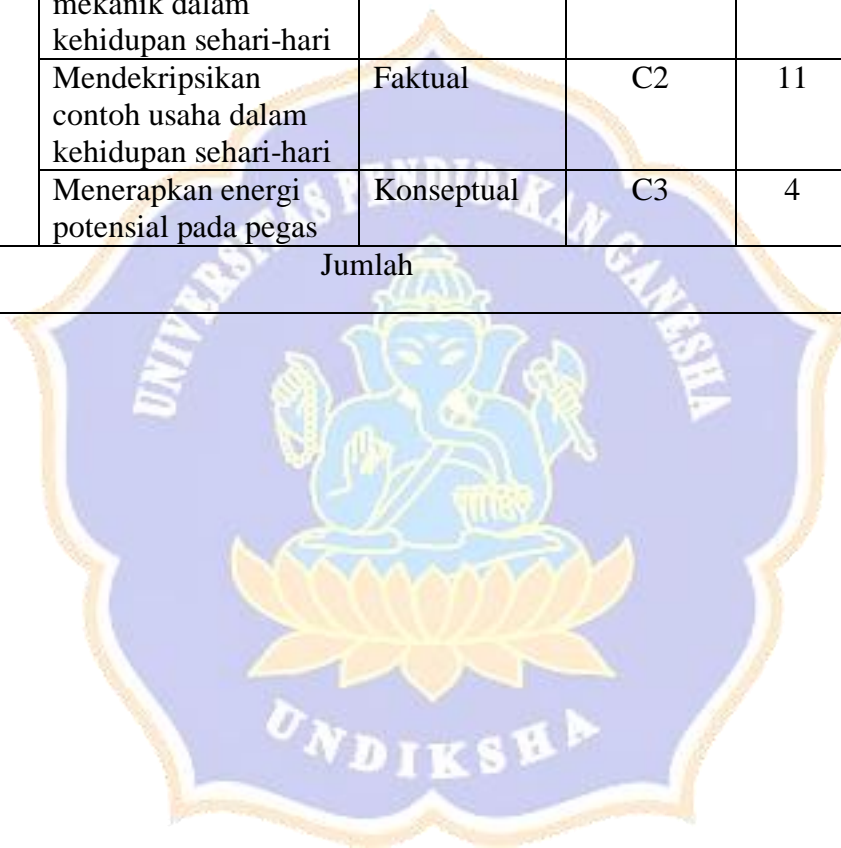 mekanik dalam
kehidupan sehari-hari
Mendekripsikan Faktual C2 11
contoh usaha dalam
kehidupan sehari-hari
Menerapkan energi Konseptual C3 4
potensial pada pegas
Jumlah
UNIVERSITAS PENDIDIKAN GANESHA
UNDIKSHA